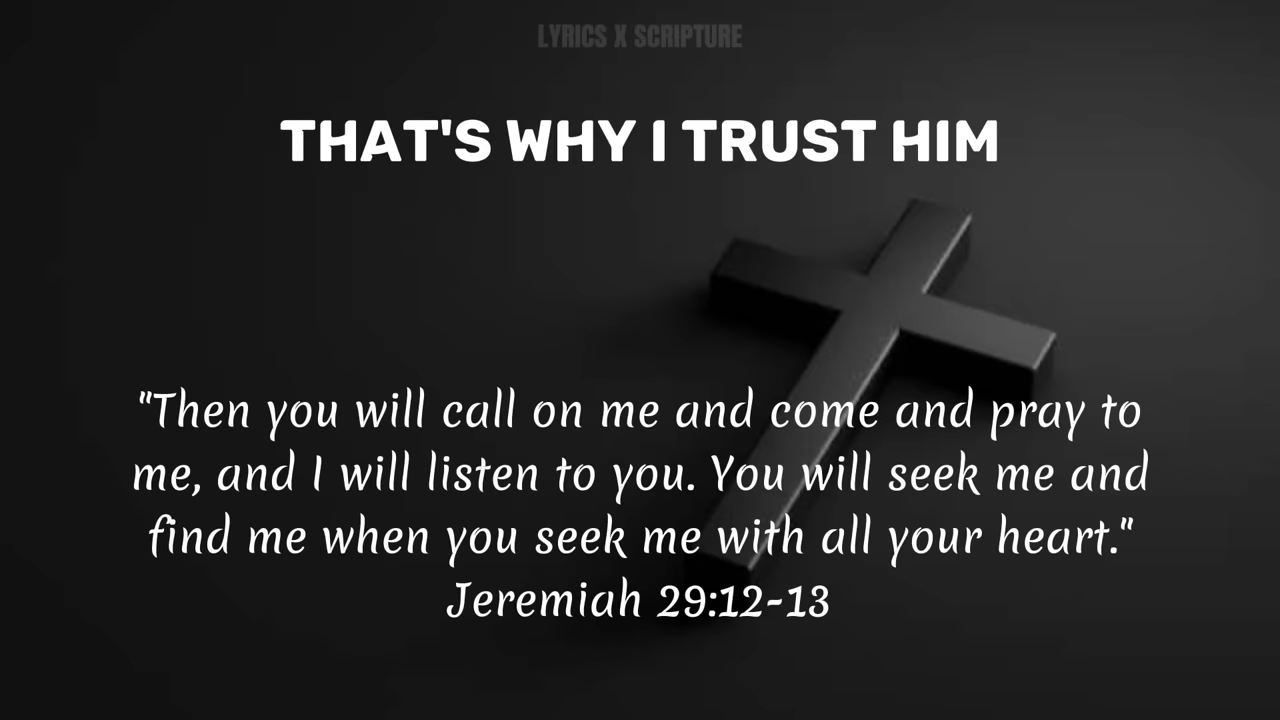 LYRICS X SCRIPTURE
THAT'S WHY I TRUST HIM
"Then you will call on me and come and pray to
me, and I will listen to you. You will seek me and
find me when you seek me with all your heart."
Jeremiah 29:12-13